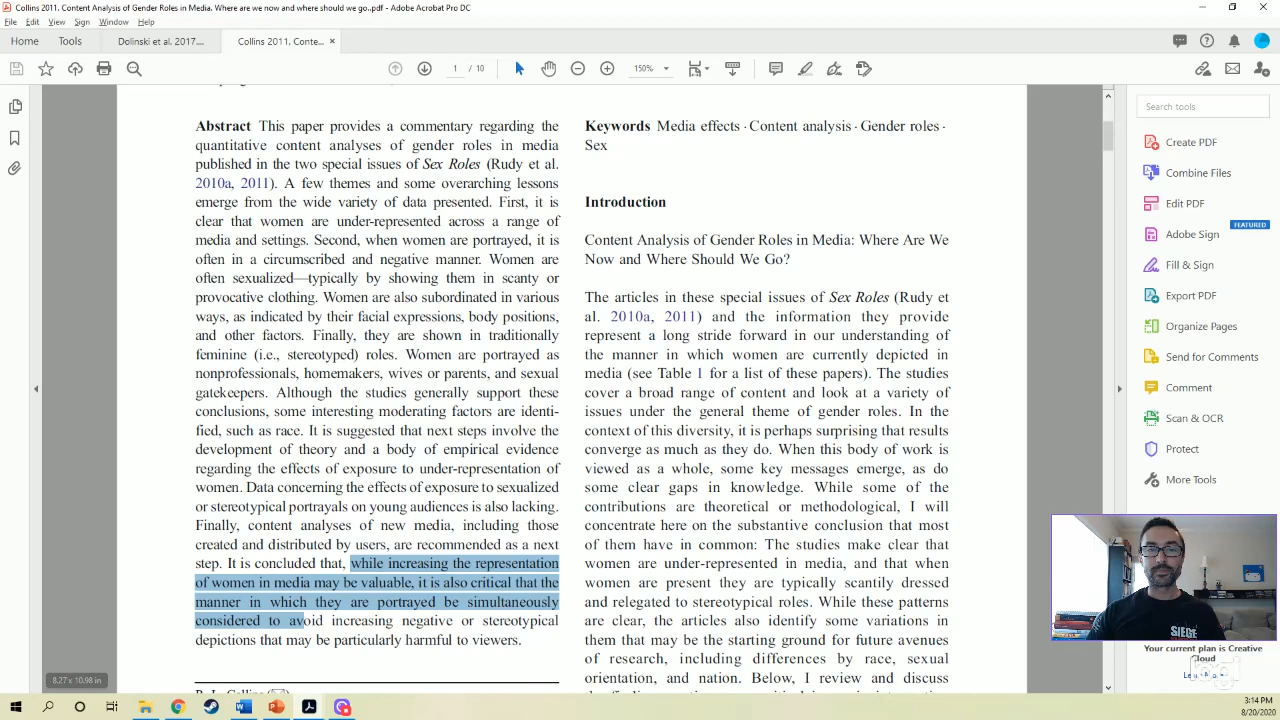 Collins 2011. Content Analysis of Gender Roles in Media. Where are we now and where should we go..pdf - Adobe Acrobat Pro DC
File Edit View Sign Window Help
Home Tools Dolinski et al. 2017.... Collins 2011. Conte... ×
1 / 10 150%
Abstract This paper provides a commentary regarding the
quantitative content analyses of gender roles in media
published in the two special issues of Sex Roles (Rudy et al.
2010a, 2011). A few themes and some overarching lessons
emerge from the wide variety of data presented. First, it is
clear that women are under-represented across a range of
media and settings. Second, when women are portrayed, it is
often in a circumscribed and negative manner. Women are
often sexualized—typically by showing them in scanty or
provocative clothing. Women are also subordinated in various
ways, as indicated by their facial expressions, body positions,
and other factors. Finally, they are shown in traditionally
feminine (i.e., stereotyped) roles. Women are portrayed as
nonprofessionals, homemakers, wives or parents, and sexual
gatekeepers. Although the studies generally support these
conclusions, some interesting moderating factors are identi-
fied, such as race. It is suggested that next steps involve the
development of theory and a body of empirical evidence
regarding the effects of exposure to under-representation of
women. Data concerning the effects of exposure to sexualized
or stereotypical portrayals on young audiences is also lacking.
Finally, content analyses of new media, including those
created and distributed by users, are recommended as a next
step. It is concluded that, while increasing the representation
of women in media may be valuable, it is also critical that the
manner in which they are portrayed be simultaneously
considered to avoid increasing negative or stereotypical
depictions that may be particularly harmful to viewers.
Keywords Media effects · Content analysis · Gender roles ·
Sex
Introduction
Content Analysis of Gender Roles in Media: Where Are We
Now and Where Should We Go?
The articles in these special issues of Sex Roles (Rudy et
al. 2010a, 2011) and the information they provide
represent a long stride forward in our understanding of
the manner in which women are currently depicted in
media (see Table 1 for a list of these papers). The studies
cover a broad range of content and look at a variety of
issues under the general theme of gender roles. In the
context of this diversity, it is perhaps surprising that results
converge as much as they do. When this body of work is
viewed as a whole, some key messages emerge, as do
some clear gaps in knowledge. While some of the
contributions are theoretical or methodological, I will
concentrate here on the substantive conclusion that most
of them have in common: The studies make clear that
women are under-represented in media, and that when
women are present they are typically scantily dressed
and relegated to stereotypical roles. While these patterns
are clear, the articles also identify some variations in
them that may be the starting ground for future avenues
of research, including differences by race, sexual
orientation, and nation. Below, I review and discuss
Search tools
Create PDF
Combine Files
Edit PDF
FEATURED
Adobe Sign
Fill & Sign
Export PDF
Organize Pages
Send for Comments
Comment
Scan & OCR
Protect
More Tools
SIEGE
Your current plan is Creative
Cloud
8.27 x 10.98 in
3:14 PM
8/20/2020